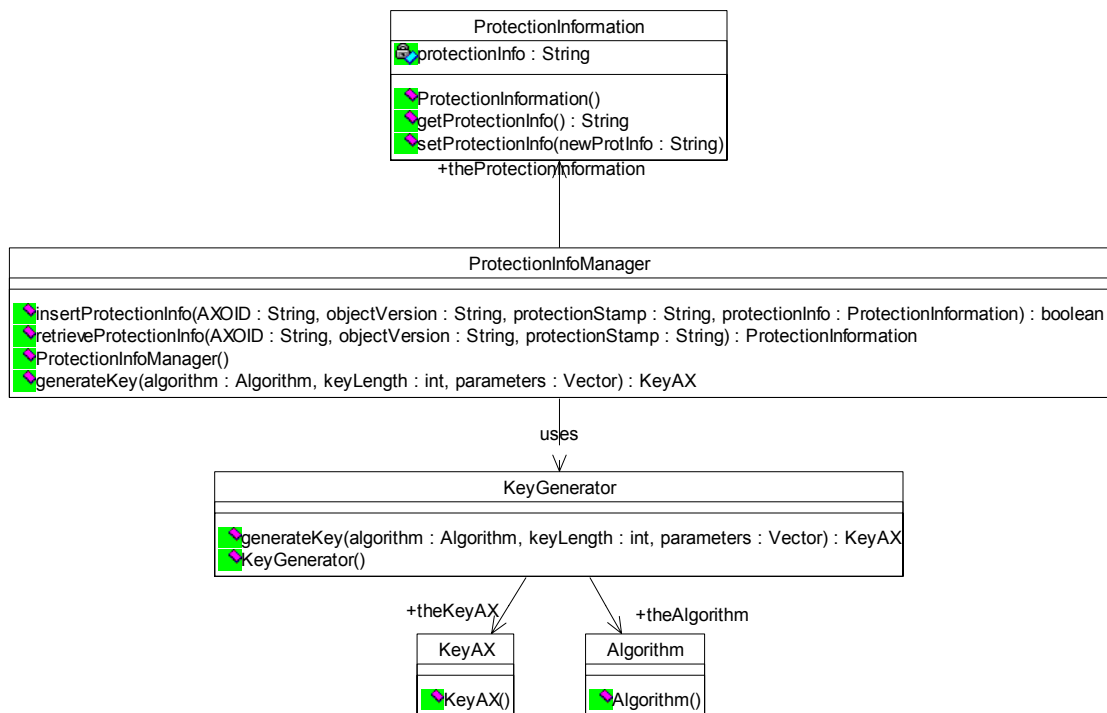 ProtectionInformation
protectionInfo : String
ProtectionInformation()
getProtectionInfo() : String
setProtectionInfo(newProtInfo : String)
+theProtectionInformation
ProtectionInfoManager
insertProtectionInfo(AXOID : String, objectVersion : String, protectionStamp : String, protectionInfo : ProtectionInformation) : boolean
retrieveProtectionInfo(AXOID : String, objectVersion : String, protectionStamp : String) : ProtectionInformation
ProtectionInfoManager()
generateKey(algorithm : Algorithm, keyLength : int, parameters : Vector) : KeyAX
uses
KeyGenerator
generateKey(algorithm : Algorithm, keyLength : int, parameters : Vector) : KeyAX
KeyGenerator()
+theKeyAX
+theAlgorithm
KeyAX
Algorithm
KeyAX()
Algorithm()